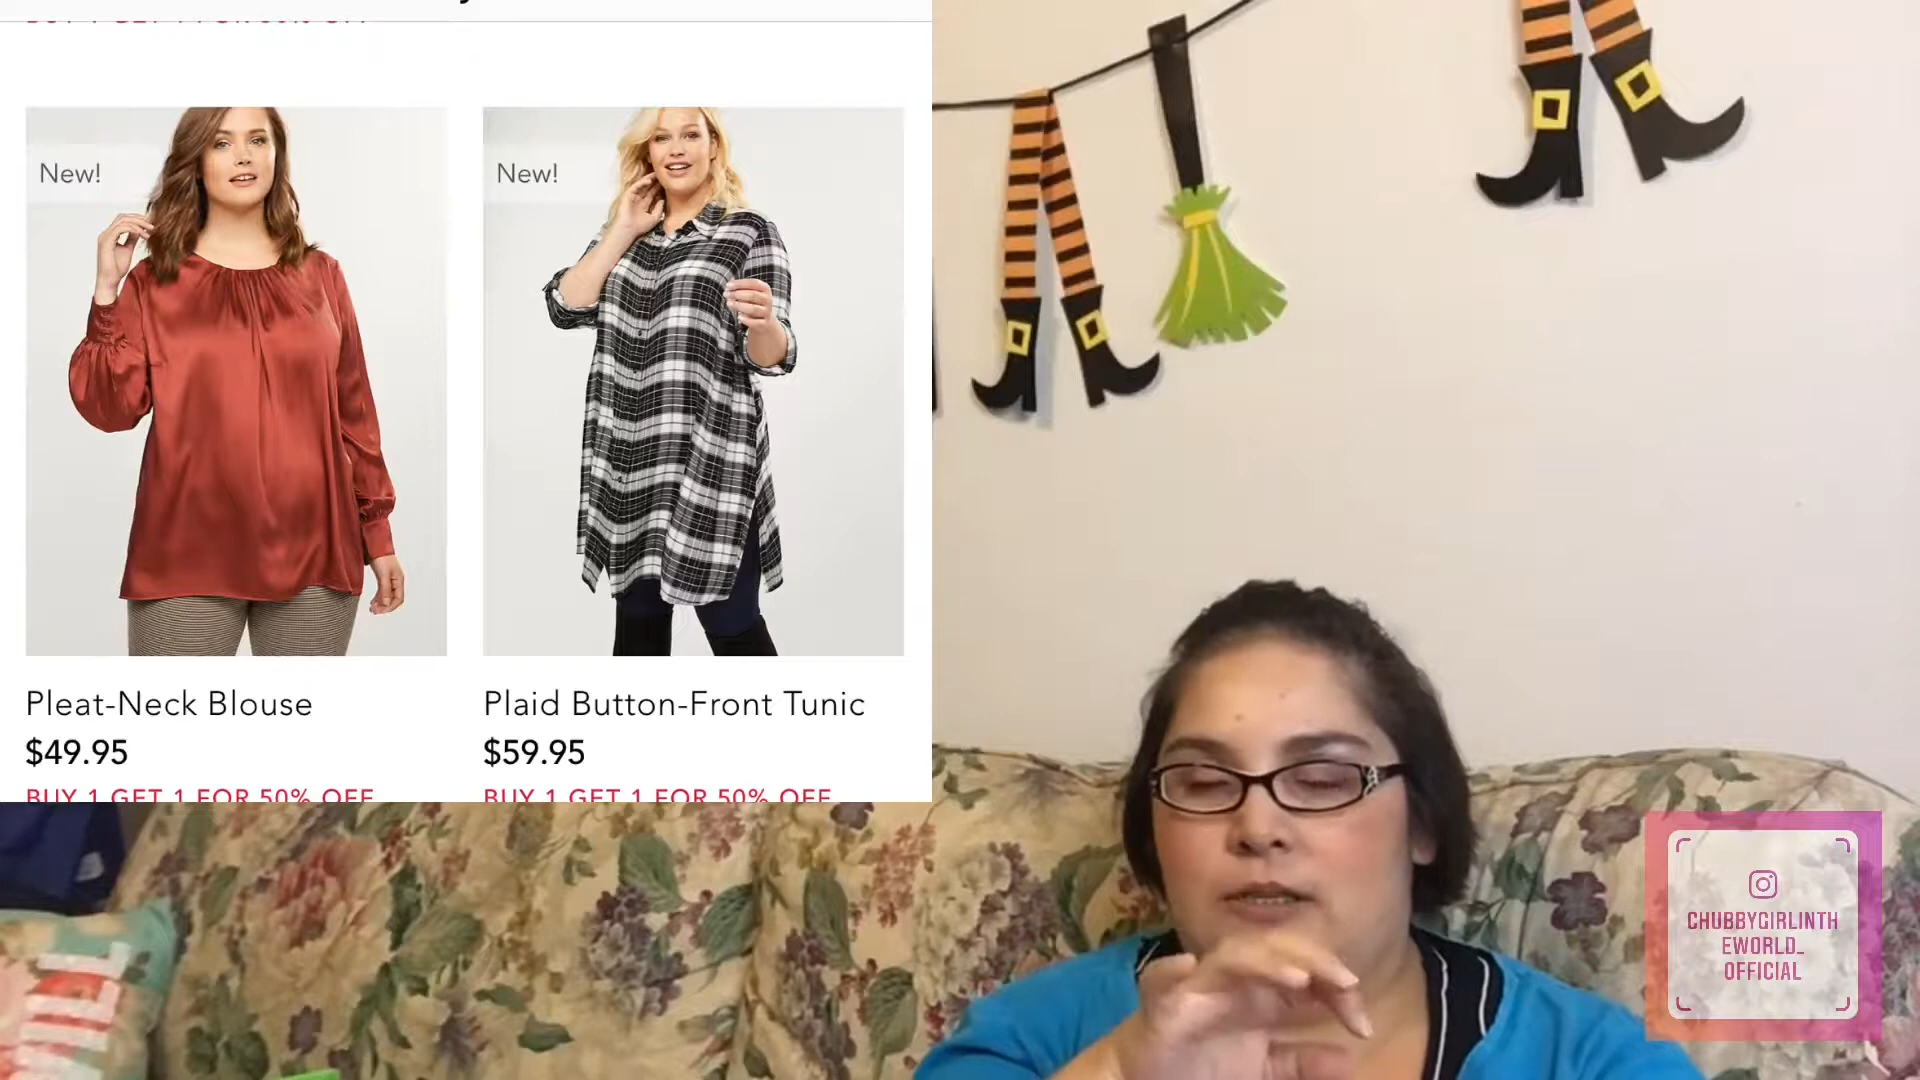 New!
New!
Pleat-Neck Blouse
$49.95
BUY 1 GET 1 FOR 50% OFF
Plaid Button-Front Tunic
$59.95
BUY 1 GET 1 FOR 50% OFF
CHUBBYGIRLINTH
EWORLD_
OFFICIAL